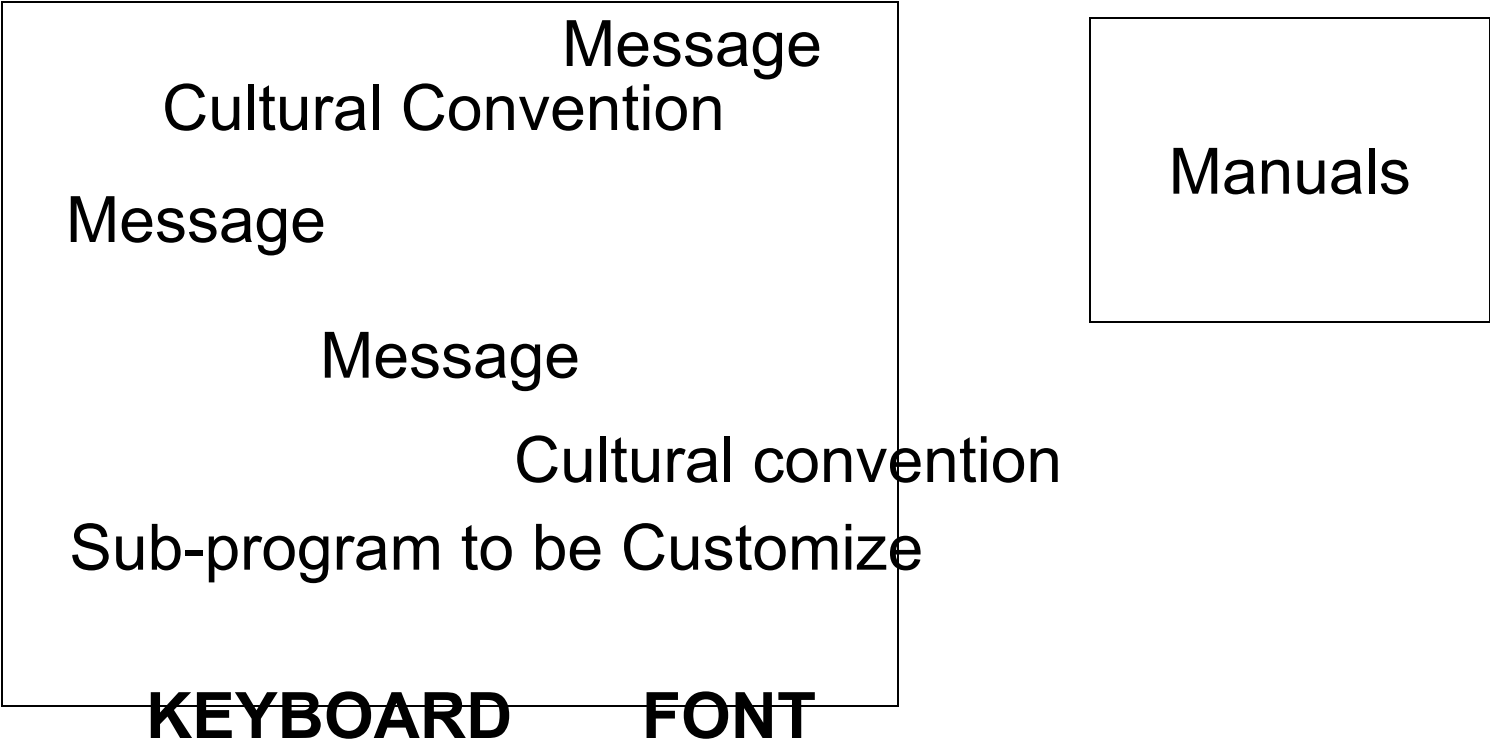 Message
Cultural Convention
Manuals
Message
Message
Cultural convention
Sub-program to be Customize
KEYBOARD FONT